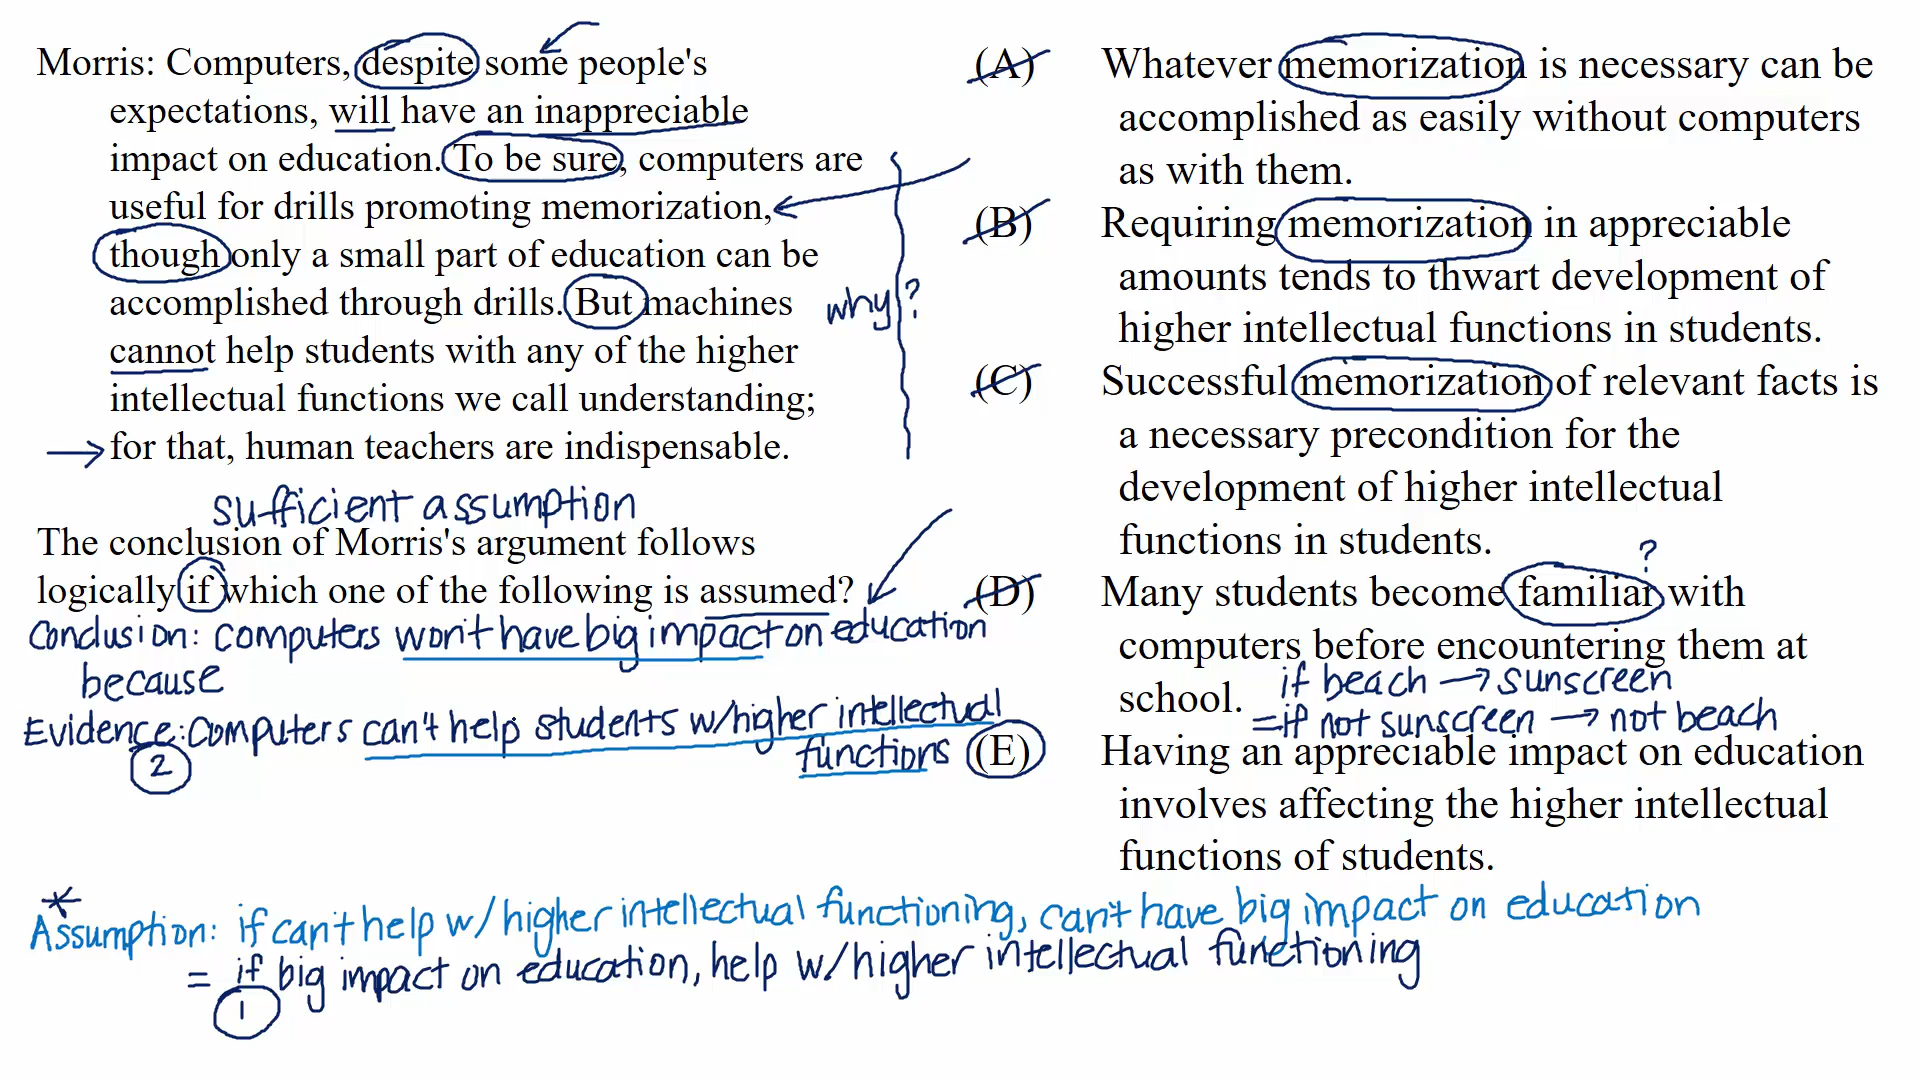 Morris: Computers, despite some people's
expectations, will have an inappreciable
impact on education. To be sure, computers are
useful for drills promoting memorization,
though only a small part of education can be
accomplished through drills. But machines
cannot help students with any of the higher
intellectual functions we call understanding;
for that, human teachers are indispensable.
why?
sufficient assumption
The conclusion of Morris's argument follows
logically if which one of the following is assumed?
Conclusion: computers won't have big impact on education
because
Evidence: computers can't help students w/higher intellectual
functions
2
(A) Whatever memorization is necessary can be
accomplished as easily without computers
as with them.
(B) Requiring memorization in appreciable
amounts tends to thwart development of
higher intellectual functions in students.
(C) Successful memorization of relevant facts is
a necessary precondition for the
development of higher intellectual
functions in students.
?
(D) Many students become familiar with
computers before encountering them at
school.
if beach → sunscreen
= if not sunscreen → not beach
(E) Having an appreciable impact on education
involves affecting the higher intellectual
functions of students.
* Assumption: if can't help w/ higher intellectual functioning, can't have big impact on education
= if big impact on education, help w/higher intellectual functioning
1